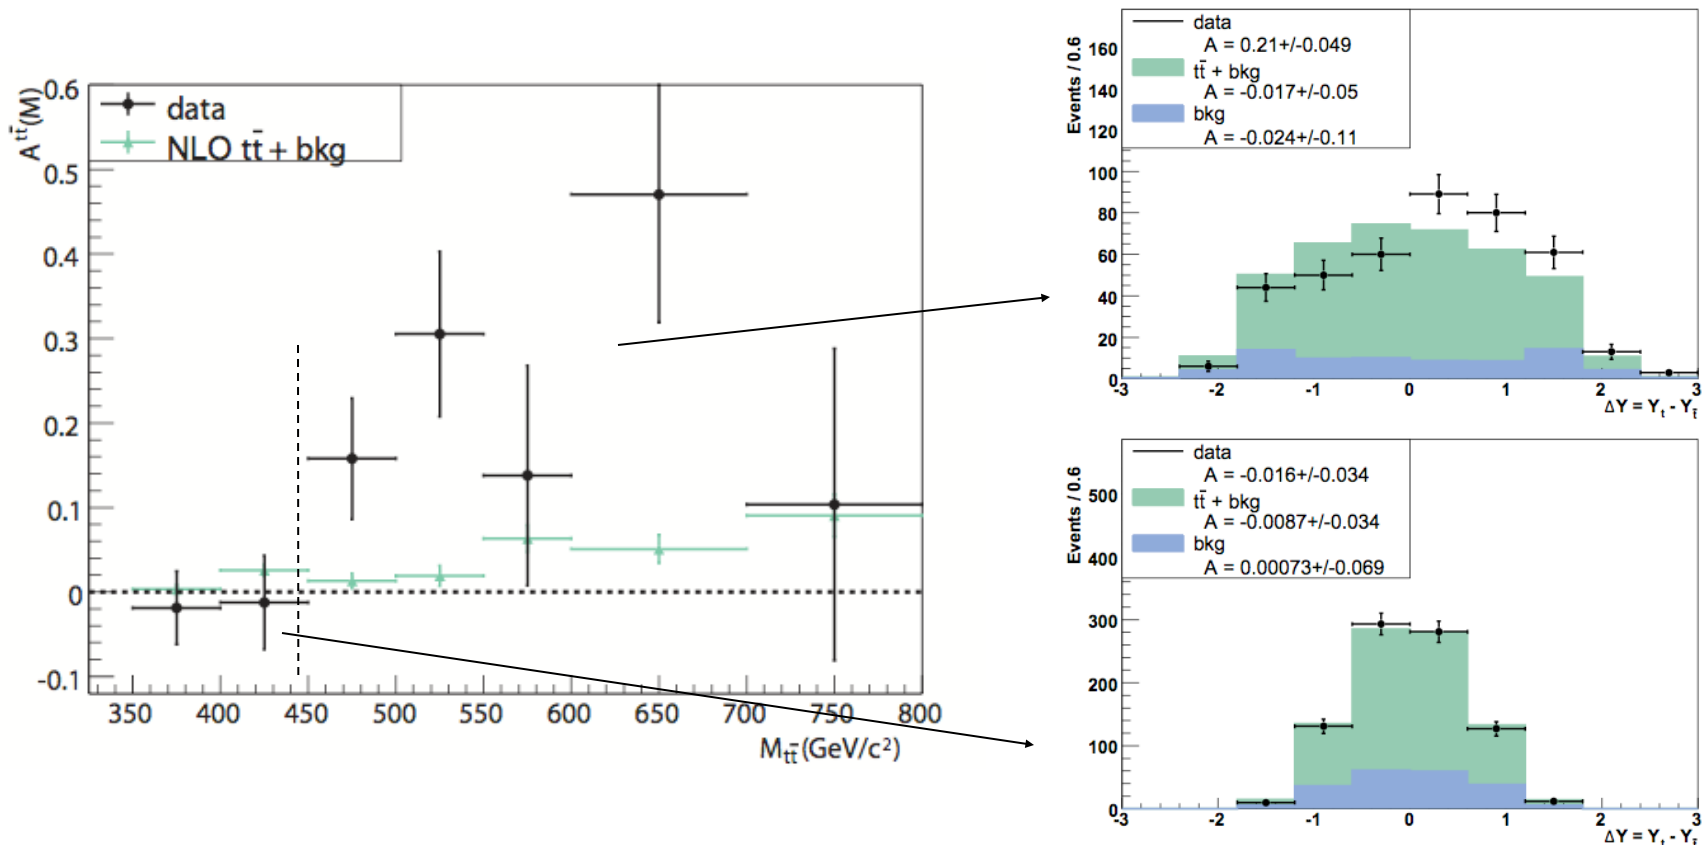 0.6
data
NLO tt̄ + bkg
0.5
0.4
0.3
0.2
0.1
0
-0.1
A^{tt̄}(M)
350 400 450 500 550 600 650 700 750 800
M_{tt̄} (GeV/c²)
data
A = 0.21+/-0.049
tt̄ + bkg
A = -0.017+/-0.05
bkg
A = -0.024+/-0.11
Events / 0.6
160
140
120
100
80
60
40
20
0
-3 -2 -1 0 1 2 3
ΔY = Y_t - Y_{t̄}
data
A = -0.016+/-0.034
tt̄ + bkg
A = -0.0087+/-0.034
bkg
A = 0.00073+/-0.069
Events / 0.6
500
400
300
200
100
0
-3 -2 -1 0 1 2 3
ΔY = Y_t - Y_{t̄}